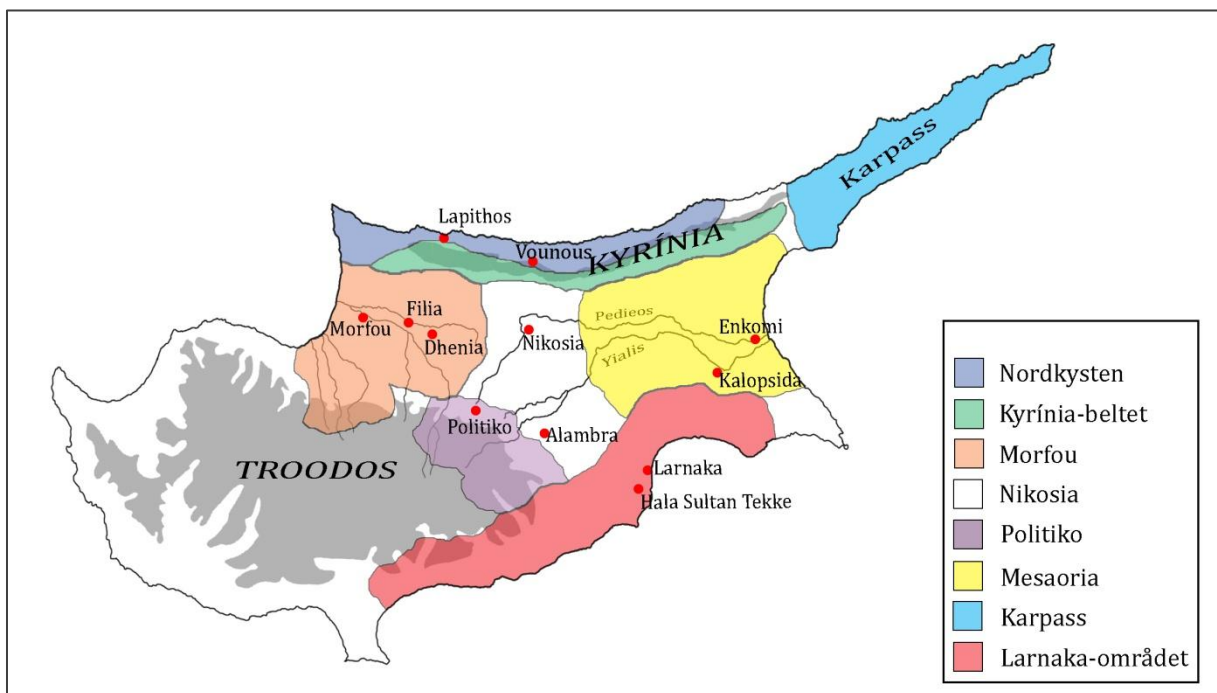 Karpass
Lapithos
Vounous
KYRÍNIA
Filia
Morfou
Dhenia
Nikosia
Pedieos
Yialis
Enkomi
Kalopsida
Politiko
Alambra
TROODOS
Larnaka
Hala Sultan Tekke
Nordkysten
Kyrínia-beltet
Morfou
Nikosia
Politiko
Mesaoria
Karpass
Larnaka-området